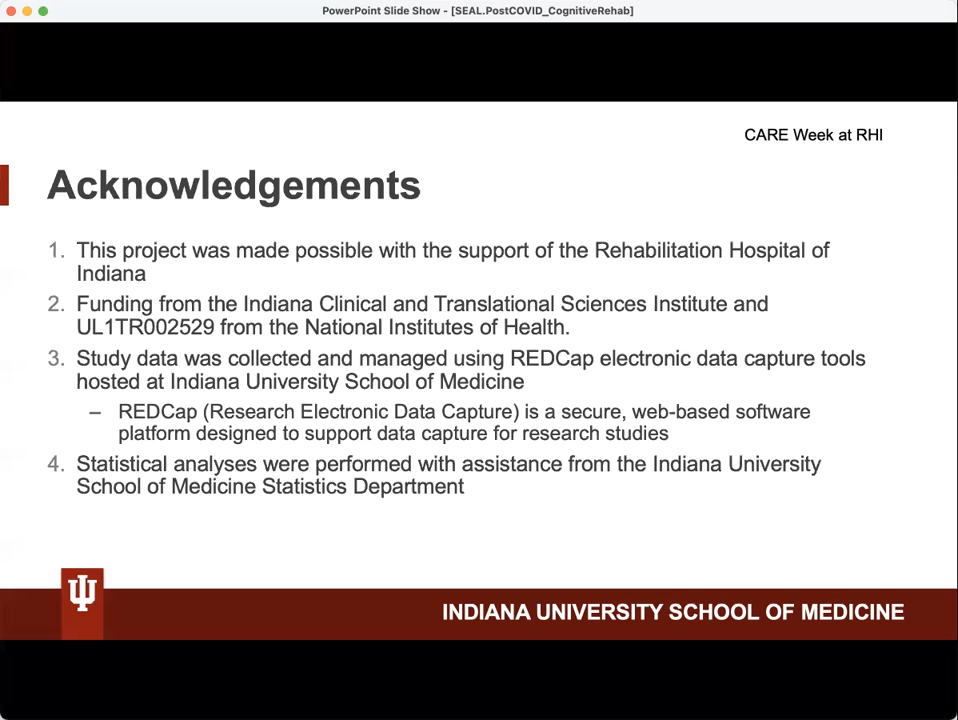 PowerPoint Slide Show - [SEAL.PostCOVID_CognitiveRehab]
CARE Week at RHI
Acknowledgements
1. This project was made possible with the support of the Rehabilitation Hospital of
Indiana
2. Funding from the Indiana Clinical and Translational Sciences Institute and
UL1TR002529 from the National Institutes of Health.
3. Study data was collected and managed using REDCap electronic data capture tools
hosted at Indiana University School of Medicine
– REDCap (Research Electronic Data Capture) is a secure, web-based software
platform designed to support data capture for research studies
4. Statistical analyses were performed with assistance from the Indiana University
School of Medicine Statistics Department
INDIANA UNIVERSITY SCHOOL OF MEDICINE